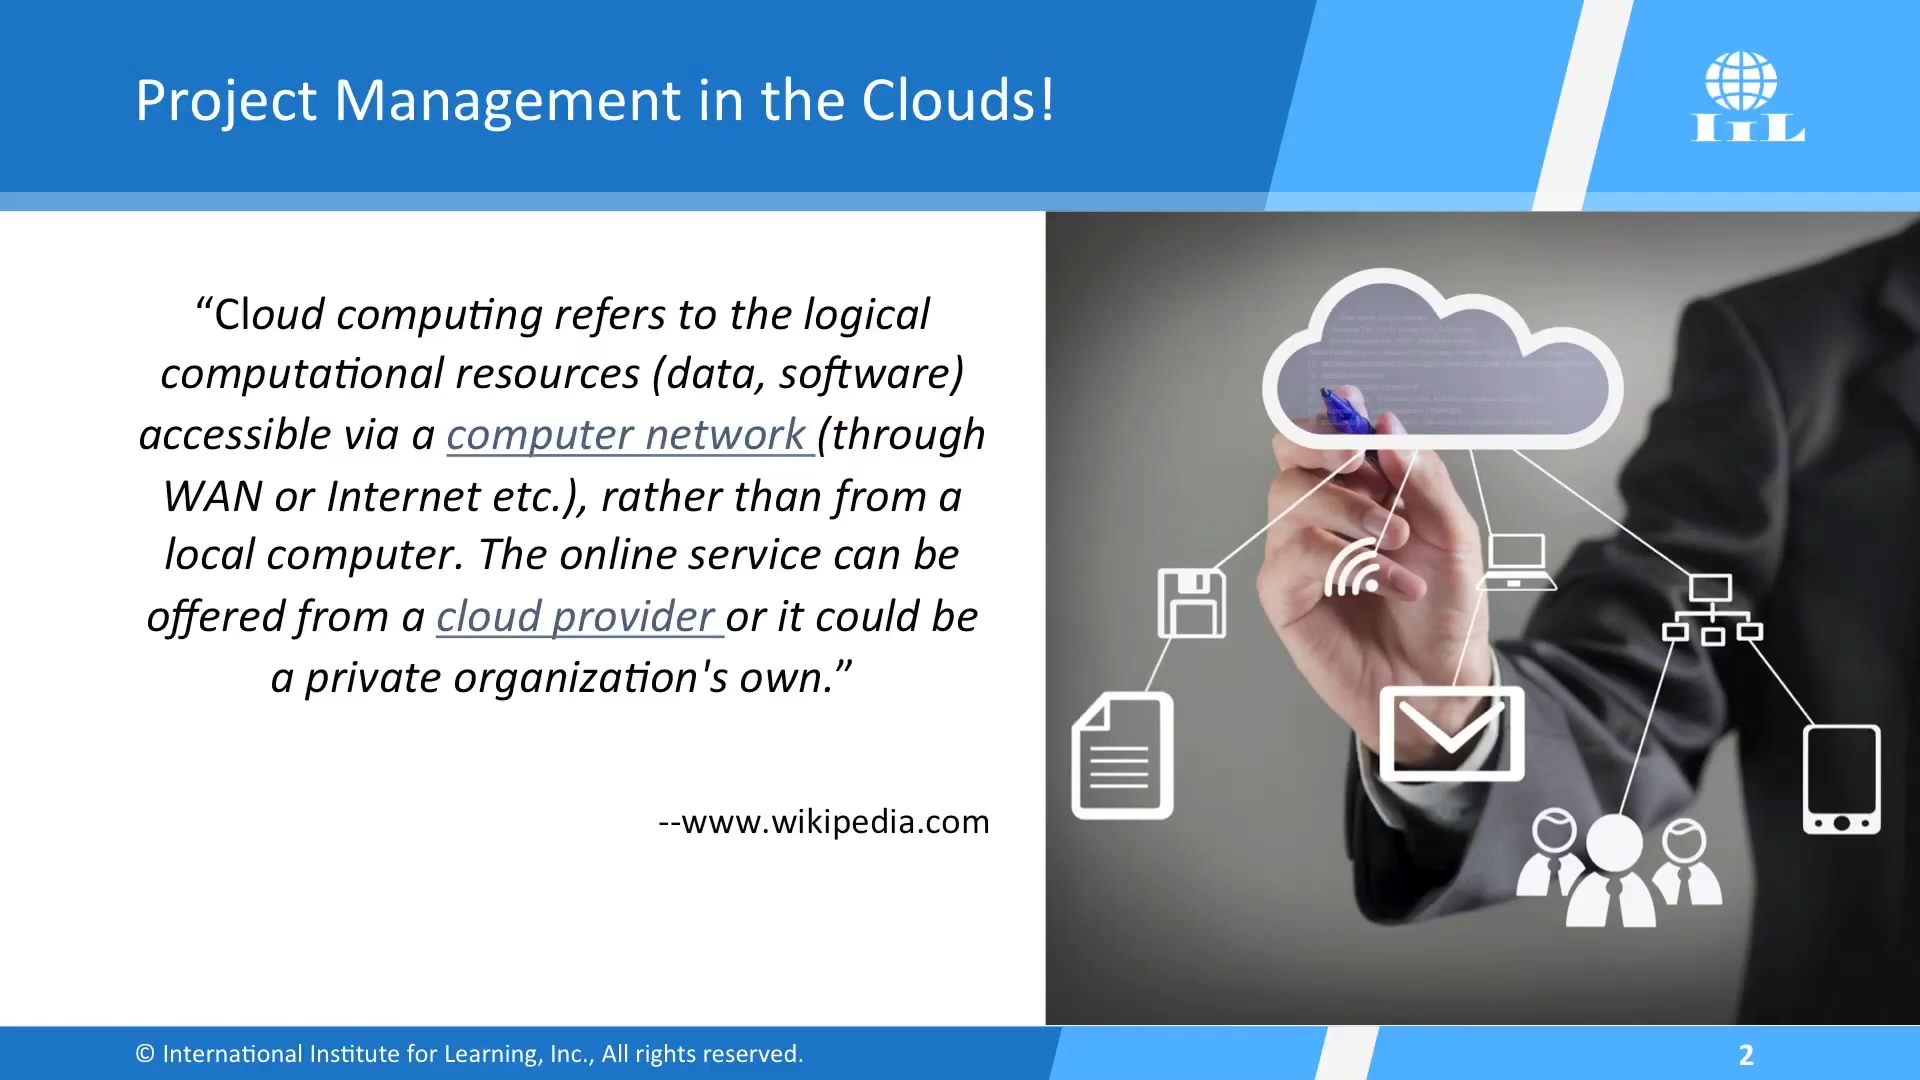 Project Management in the Clouds!
IIL
“Cloud computing refers to the logical
computational resources (data, software)
accessible via a computer network (through
WAN or Internet etc.), rather than from a
local computer. The online service can be
offered from a cloud provider or it could be
a private organization's own.”
--www.wikipedia.com
© International Institute for Learning, Inc., All rights reserved.
2